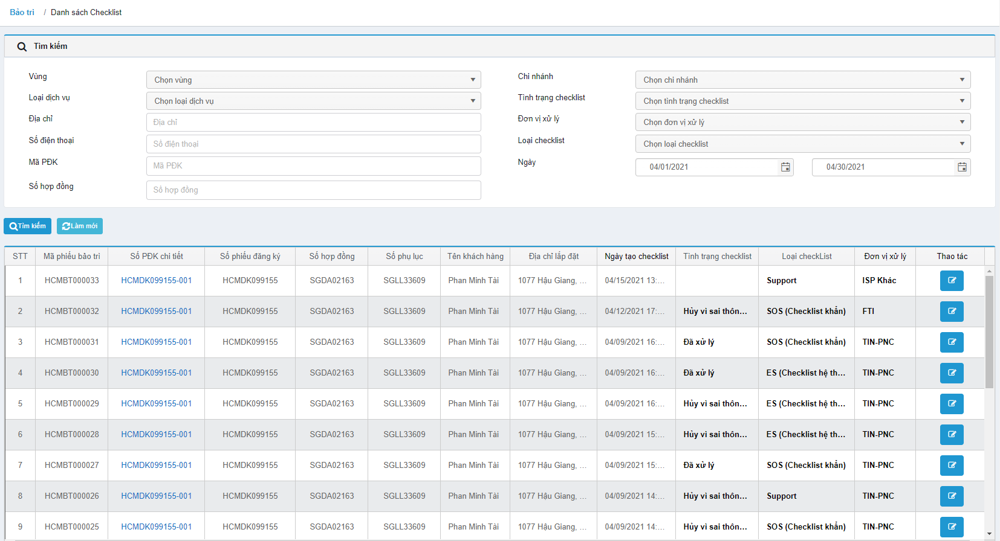 Bảo trì / Danh sách Checklist
Tìm kiếm
Vùng Chọn vùng Chi nhánh Chọn chi nhánh
Loại dịch vụ Chọn loại dịch vụ Tình trạng checklist Chọn tình trạng checklist
Địa chỉ Địa chỉ Đơn vị xử lý Chọn đơn vị xử lý
Số điện thoại Số điện thoại Loại checklist Chọn loại checklist
Mã PĐK Mã PĐK Ngày 04/01/2021 04/30/2021
Số hợp đồng Số hợp đồng
Tìm kiếm Làm mới
STT Mã phiếu bảo trì Số PĐK chi tiết Số phiếu đăng ký Số hợp đồng Số phụ lục Tên khách hàng Địa chỉ lắp đặt Ngày tạo checklist Tình trạng checklist Loại checkList Đơn vị xử lý Thao tác
1 HCMBT000033 HCMDK099155-001 HCMDK099155 SGDA02163 SGLL33609 Phan Minh Tài 1077 Hậu Giang, ... 04/15/2021 13:... Support ISP Khác
2 HCMBT000032 HCMDK099155-001 HCMDK099155 SGDA02163 SGLL33609 Phan Minh Tài 1077 Hậu Giang, ... 04/12/2021 17:... Hủy vì sai thôn... SOS (Checklist khẩn) FTI
3 HCMBT000031 HCMDK099155-001 HCMDK099155 SGDA02163 SGLL33609 Phan Minh Tài 1077 Hậu Giang, ... 04/09/2021 16:... Đã xử lý SOS (Checklist khẩn) TIN-PNC
4 HCMBT000030 HCMDK099155-001 HCMDK099155 SGDA02163 SGLL33609 Phan Minh Tài 1077 Hậu Giang, ... 04/09/2021 16:... Đã xử lý ES (Checklist hệ th... TIN-PNC
5 HCMBT000029 HCMDK099155-001 HCMDK099155 SGDA02163 SGLL33609 Phan Minh Tài 1077 Hậu Giang, ... 04/09/2021 16:... Hủy vì sai thôn... ES (Checklist hệ th... TIN-PNC
6 HCMBT000028 HCMDK099155-001 HCMDK099155 SGDA02163 SGLL33609 Phan Minh Tài 1077 Hậu Giang, ... 04/09/2021 15:... Hủy vì sai thôn... ES (Checklist hệ th... TIN-PNC
7 HCMBT000027 HCMDK099155-001 HCMDK099155 SGDA02163 SGLL33609 Phan Minh Tài 1077 Hậu Giang, ... 04/09/2021 15:... Đã xử lý SOS (Checklist khẩn) TIN-PNC
8 HCMBT000026 HCMDK099155-001 HCMDK099155 SGDA02163 SGLL33609 Phan Minh Tài 1077 Hậu Giang, ... 04/09/2021 14:... Hủy vì sai thôn... Support TIN-PNC
9 HCMBT000025 HCMDK099155-001 HCMDK099155 SGDA02163 SGLL33609 Phan Minh Tài 1077 Hậu Giang, ... 04/09/2021 14:... Hủy vì sai thôn... SOS (Checklist khẩn) TIN-PNC